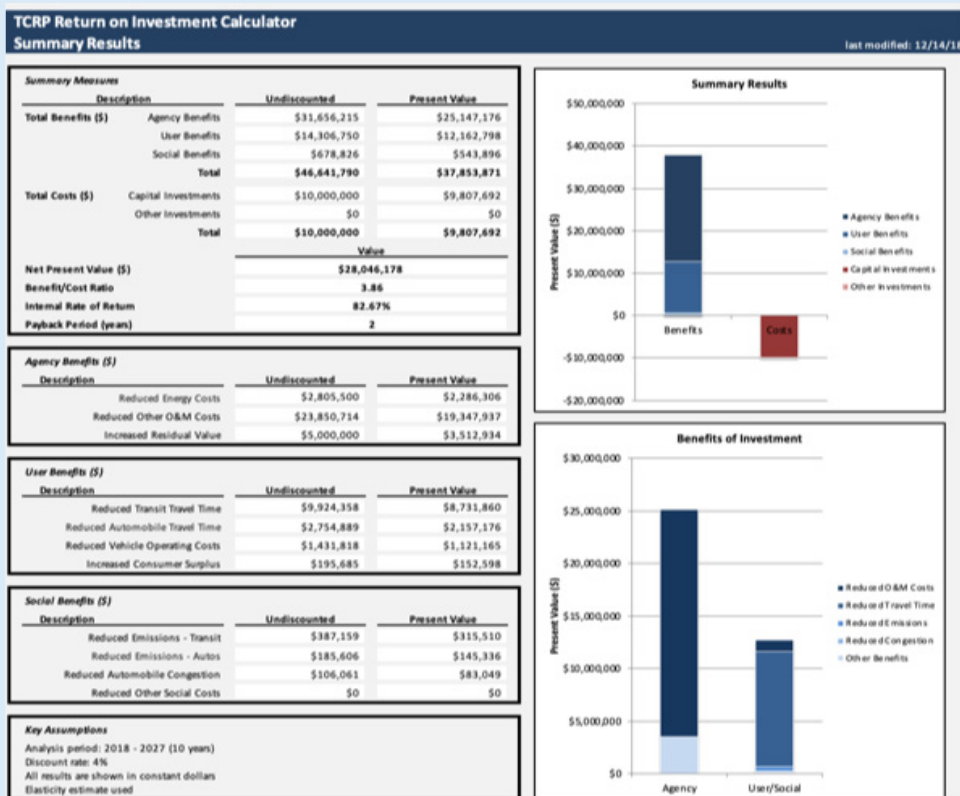 TCRP Return on Investment Calculator
Summary Results
last modified: 12/14/18
Summary Measures
Description Undiscounted Present Value
Total Benefits ($) Agency Benefits $31,656,215 $25,147,176
User Benefits $14,306,750 $12,162,798
Social Benefits $678,826 $543,896
Total $46,641,790 $37,853,871
Total Costs ($) Capital Investments $10,000,000 $9,807,692
Other Investments $0 $0
Total $10,000,000 $9,807,692
Value
Net Present Value ($) $28,046,178
Benefit/Cost Ratio 3.86
Internal Rate of Return 82.67%
Payback Period (years) 2
Agency Benefits ($)
Description Undiscounted Present Value
Reduced Energy Costs $2,805,500 $2,286,306
Reduced Other O&M Costs $23,850,714 $19,347,937
Increased Residual Value $5,000,000 $3,512,934
User Benefits ($)
Description Undiscounted Present Value
Reduced Transit Travel Time $9,924,358 $8,731,860
Reduced Automobile Travel Time $2,754,889 $2,157,176
Reduced Vehicle Operating Costs $1,431,818 $1,121,165
Increased Consumer Surplus $195,685 $152,598
Social Benefits ($)
Description Undiscounted Present Value
Reduced Emissions - Transit $387,159 $315,510
Reduced Emissions - Autos $185,606 $145,336
Reduced Automobile Congestion $106,061 $83,049
Reduced Other Social Costs $0 $0
Key Assumptions
Analysis period: 2018 - 2027 (10 years)
Discount rate: 4%
All results are shown in constant dollars
Elasticity estimate used
Summary Results
Present Value ($)
$50,000,000
$40,000,000
$30,000,000
$20,000,000
$10,000,000
$0
-$10,000,000
-$20,000,000
Benefits
Costs
Agency Benefits
User Benefits
Social Benefits
Capital Investments
Other Investments
Benefits of Investment
Present Value ($)
$30,000,000
$25,000,000
$20,000,000
$15,000,000
$10,000,000
$5,000,000
$0
Agency
User/Social
Reduced O&M Costs
Reduced Travel Time
Reduced Emissions
Reduced Congestion
Other Benefits